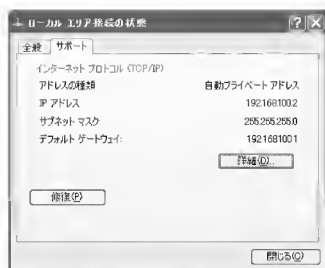 ローカル エリア接続の状態
全般 サポート
インターネット プロトコル (TCP/IP)
アドレスの種類 自動プライベート アドレス
IP アドレス 192.168.100.2
サブネット マスク 255.255.255.0
デフォルト ゲートウェイ: 192.168.100.1
詳細(D)...
修復(P)
閉じる(C)